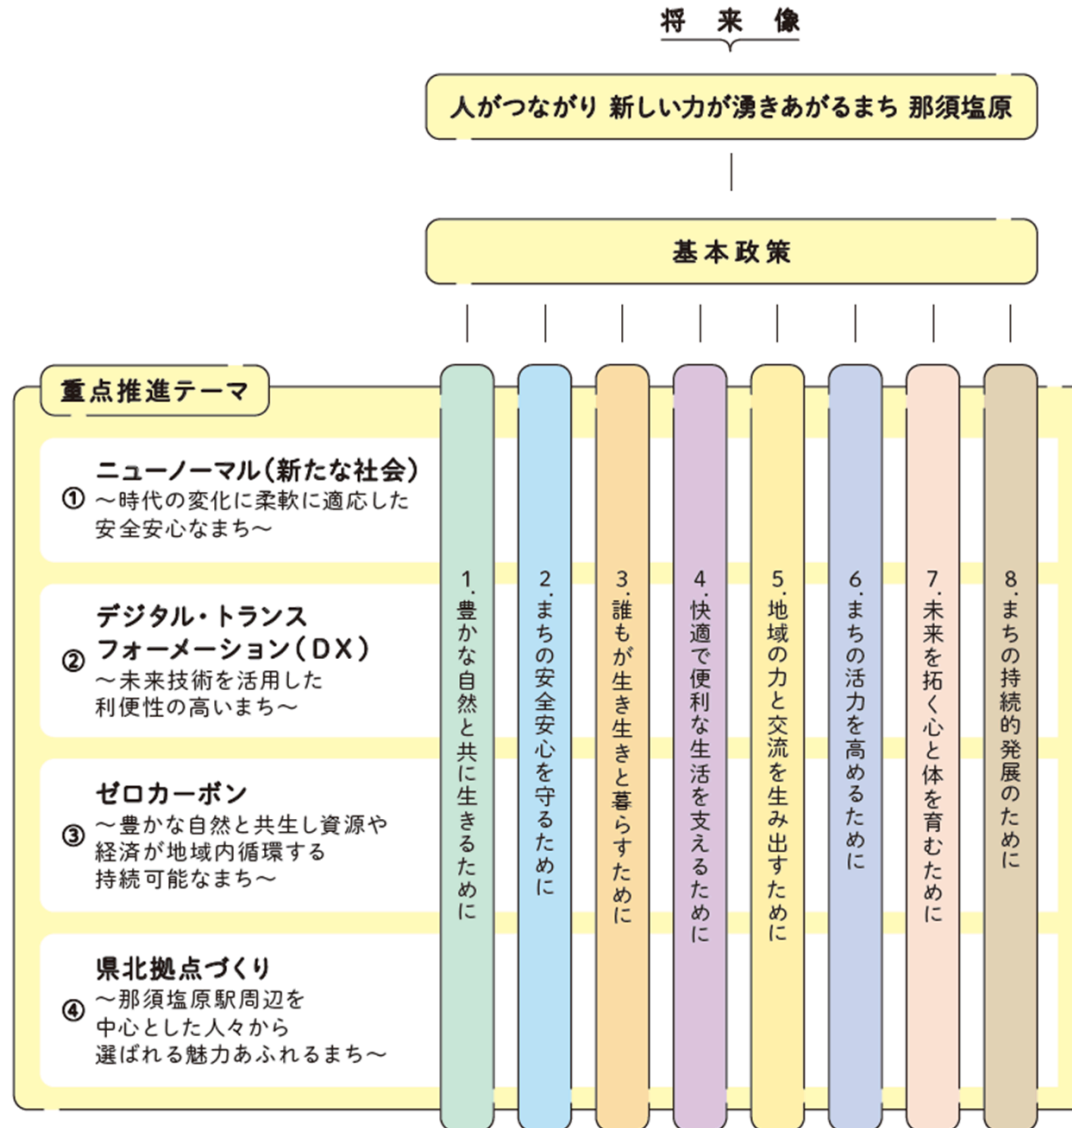 将来像
人がつながり 新しい力が湧きあがるまち 那須塩原
基本政策
重点推進テーマ
① ニューノーマル(新たな社会)
~時代の変化に柔軟に適応した
安全安心なまち~
② デジタル・トランス
フォーメーション(DX)
~未来技術を活用した
利便性の高いまち~
③ ゼロカーボン
~豊かな自然と共生し資源や
経済が地域内循環する
持続可能なまち~
④ 県北拠点づくり
~那須塩原駅周辺を
中心とした人々から
選ばれる魅力あふれるまち~
1.豊かな自然と共に生きるために
2.まちの安全安心を守るために
3.誰もが生き生きと暮らすために
4.快適で便利な生活を支えるために
5.地域の力と交流を生み出すために
6.まちの活力を高めるために
7.未来を拓く心と体を育むために
8.まちの持続的発展のために